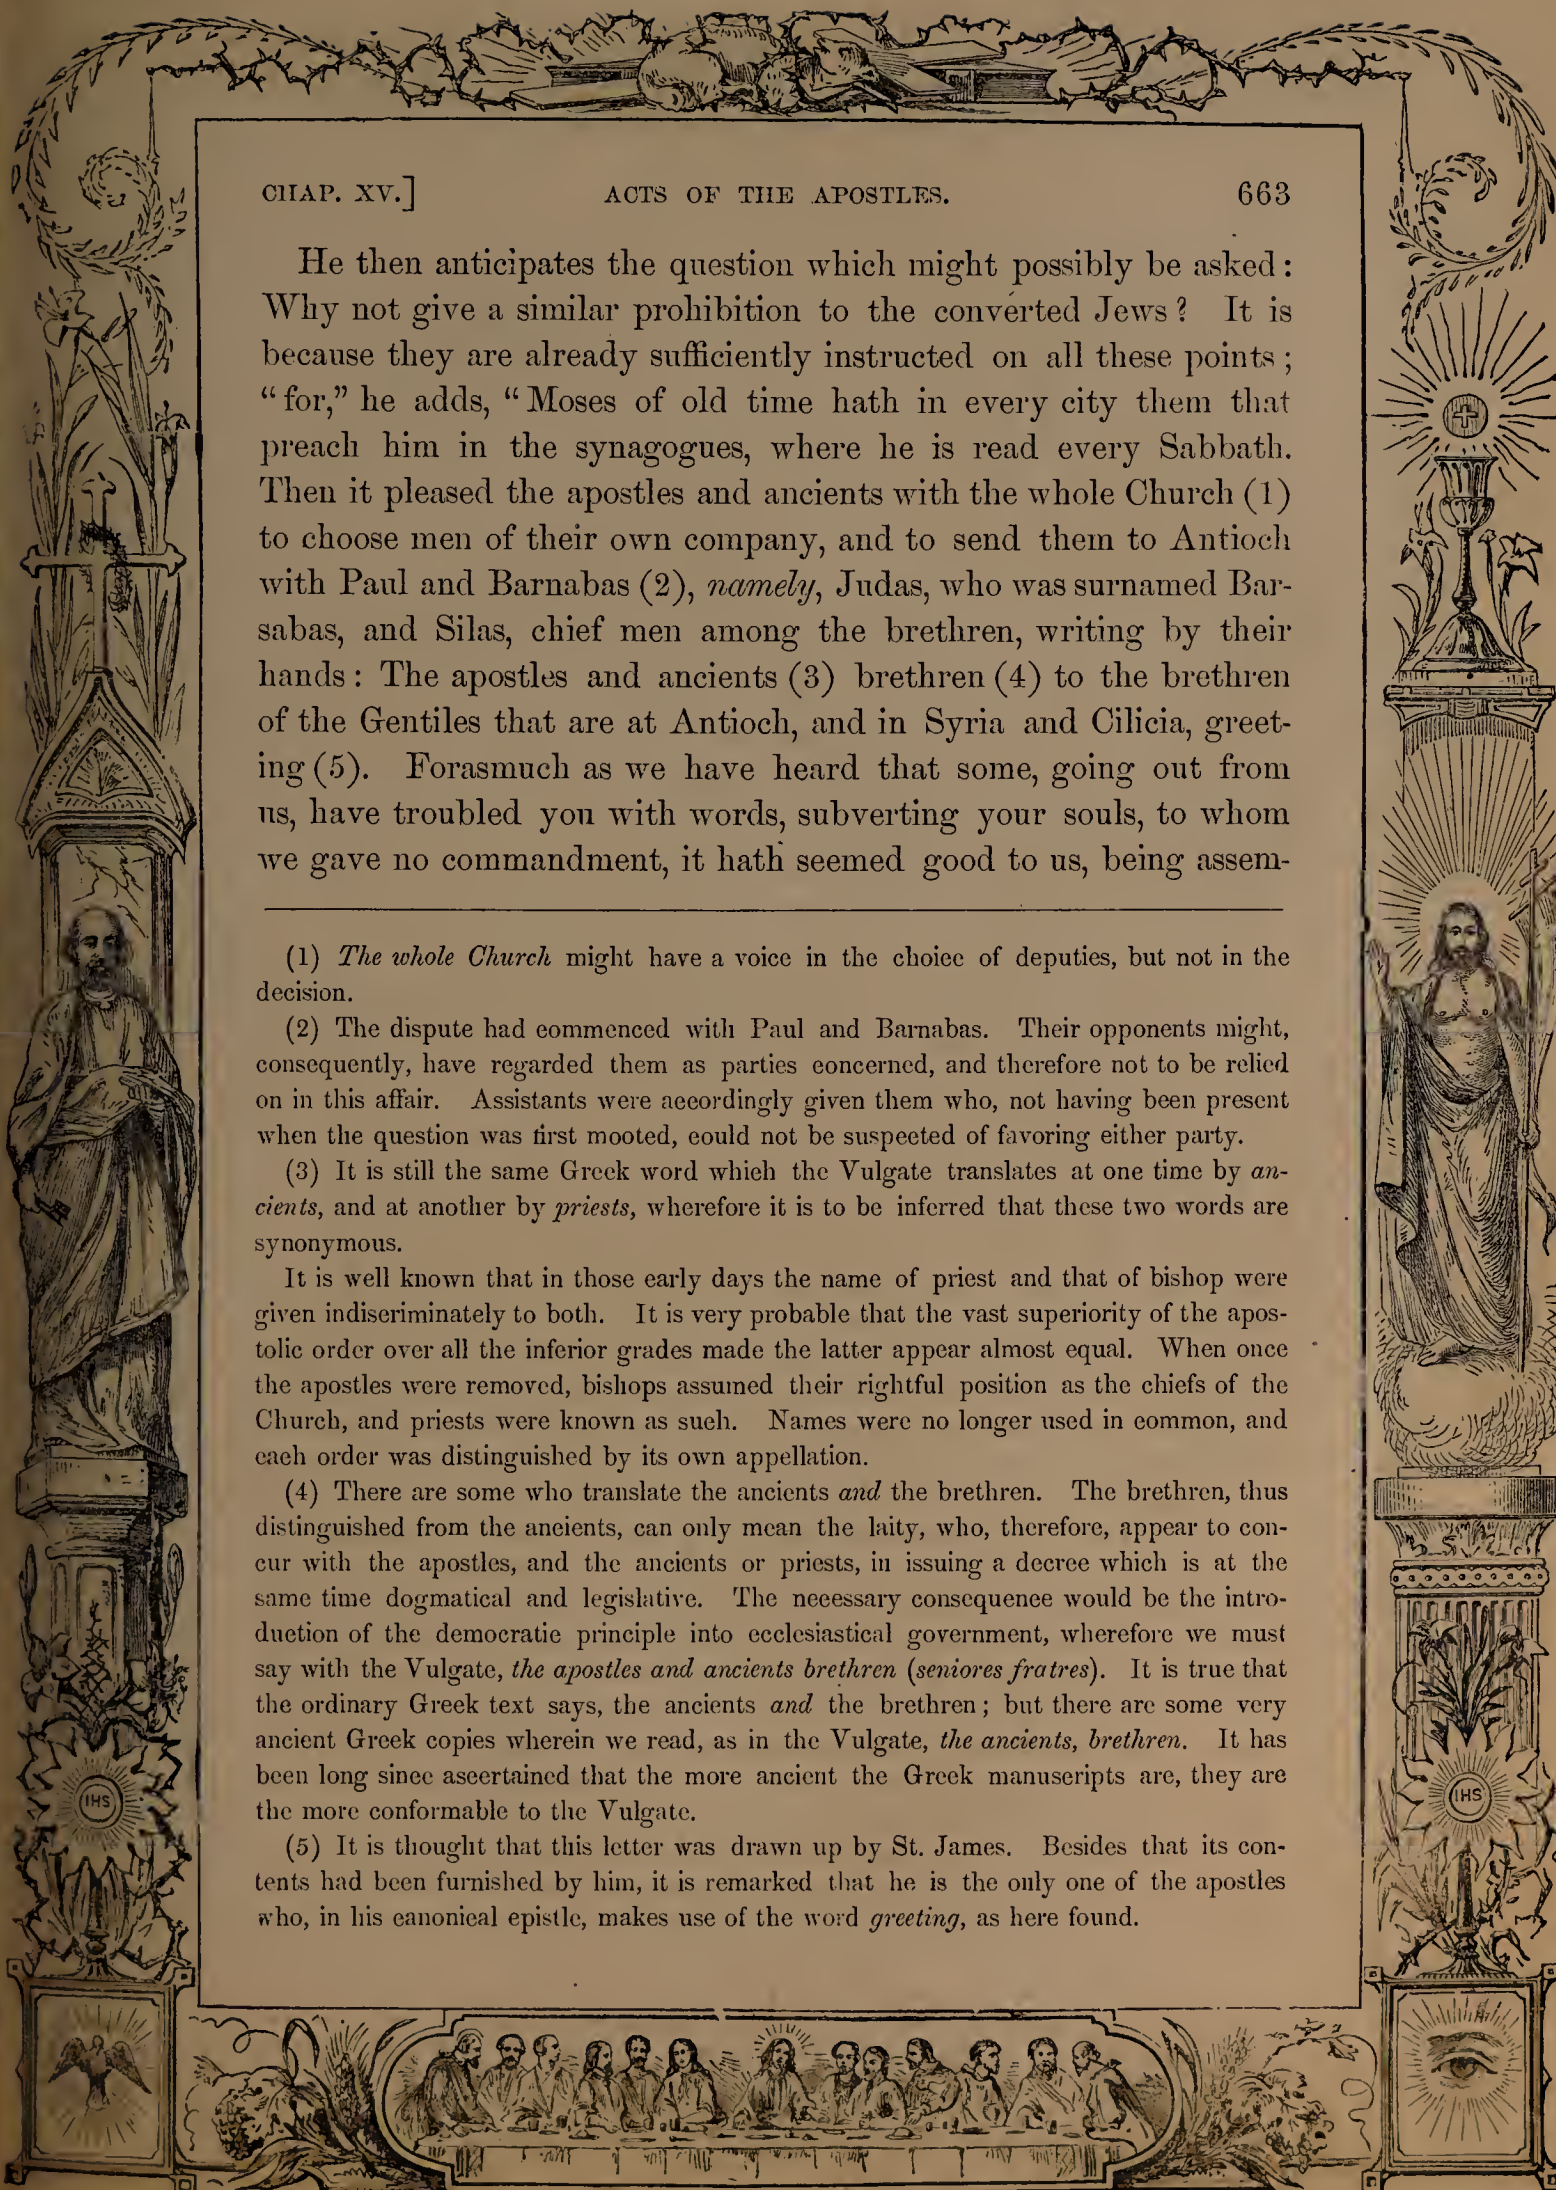 CHAP. XV.] ACTS OF THE APOSTLES. 663
He then anticipates the question which might possibly be asked:
Why not give a similar prohibition to the converted Jews? It is
because they are already sufficiently instructed on all these points;
“for,” he adds, “Moses of old time hath in every city them that
preach him in the synagogues, where he is read every Sabbath.
Then it pleased the apostles and ancients with the whole Church (1)
to choose men of their own company, and to send them to Antioch
with Paul and Barnabas (2), namely, Judas, who was surnamed Bar-
sabas, and Silas, chief men among the brethren, writing by their
hands: The apostles and ancients (3) brethren (4) to the brethren
of the Gentiles that are at Antioch, and in Syria and Cilicia, greet-
ing (5). Forasmuch as we have heard that some, going out from
us, have troubled you with words, subverting your souls, to whom
we gave no commandment, it hath seemed good to us, being assem-
(1) The whole Church might have a voice in the choice of deputies, but not in the
decision.
(2) The dispute had commenced with Paul and Barnabas. Their opponents might,
consequently, have regarded them as parties concerned, and therefore not to be relied
on in this affair. Assistants were accordingly given them who, not having been present
when the question was first mooted, could not be suspected of favoring either party.
(3) It is still the same Greek word which the Vulgate translates at one time by an-
cients, and at another by priests, wherefore it is to be inferred that these two words are
synonymous.
It is well known that in those early days the name of priest and that of bishop were
given indiscriminately to both. It is very probable that the vast superiority of the apos-
tolic order over all the inferior grades made the latter appear almost equal. When once
the apostles were removed, bishops assumed their rightful position as the chiefs of the
Church, and priests were known as such. Names were no longer used in common, and
each order was distinguished by its own appellation.
(4) There are some who translate the ancients and the brethren. The brethren, thus
distinguished from the ancients, can only mean the laity, who, therefore, appear to con-
cur with the apostles, and the ancients or priests, in issuing a decree which is at the
same time dogmatical and legislative. The necessary consequence would be the intro-
duction of the democratic principle into ecclesiastical government, wherefore we must
say with the Vulgate, the apostles and ancients brethren (seniores fratres). It is true that
the ordinary Greek text says, the ancients and the brethren; but there are some very
ancient Greek copies wherein we read, as in the Vulgate, the ancients, brethren. It has
been long since ascertained that the more ancient the Greek manuscripts are, they are
the more conformable to the Vulgate.
(5) It is thought that this letter was drawn up by St. James. Besides that its con-
tents had been furnished by him, it is remarked that he is the only one of the apostles
who, in his canonical epistle, makes use of the word greeting, as here found.
IHS
IHS